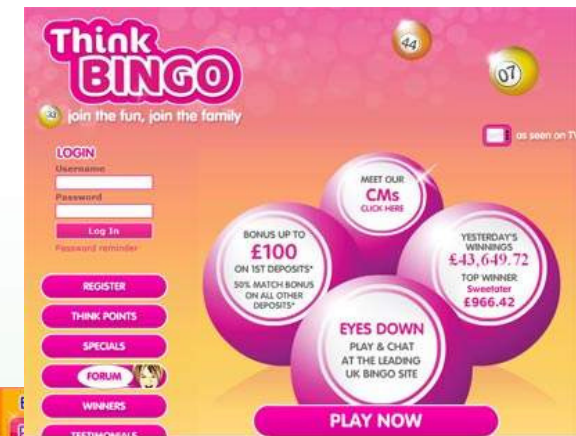 Think
BINGO
join the fun, join the family
44
07
33
as seen on TV
LOGIN
Username
Password
Log In
Password reminder
REGISTER
THINK POINTS
SPECIALS
FORUM
WINNERS
TESTIMONIALS
MEET OUR
CMs
CLICK HERE
BONUS UP TO
£100
ON 1ST DEPOSITS*
50% MATCH BONUS
ON ALL OTHER
DEPOSITS*
YESTERDAY'S
WINNINGS
£43,649.72
TOP WINNER
Sweetater
£966.42
EYES DOWN
PLAY & CHAT
AT THE LEADING
UK BINGO SITE
PLAY NOW